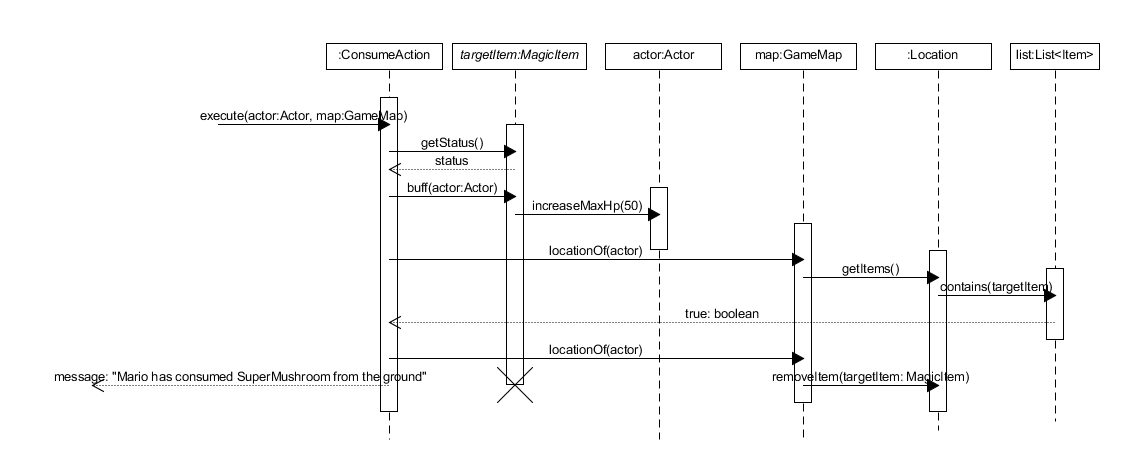 :ConsumeAction
targetItem:MagicItem
actor:Actor
map:GameMap
:Location
list:List<Item>
execute(actor:Actor, map:GameMap)
getStatus()
status
buff(actor:Actor)
increaseMaxHp(50)
locationOf(actor)
getItems()
contains(targetItem)
true: boolean
locationOf(actor)
message: "Mario has consumed SuperMushroom from the ground"
removeItem(targetItem: MagicItem)